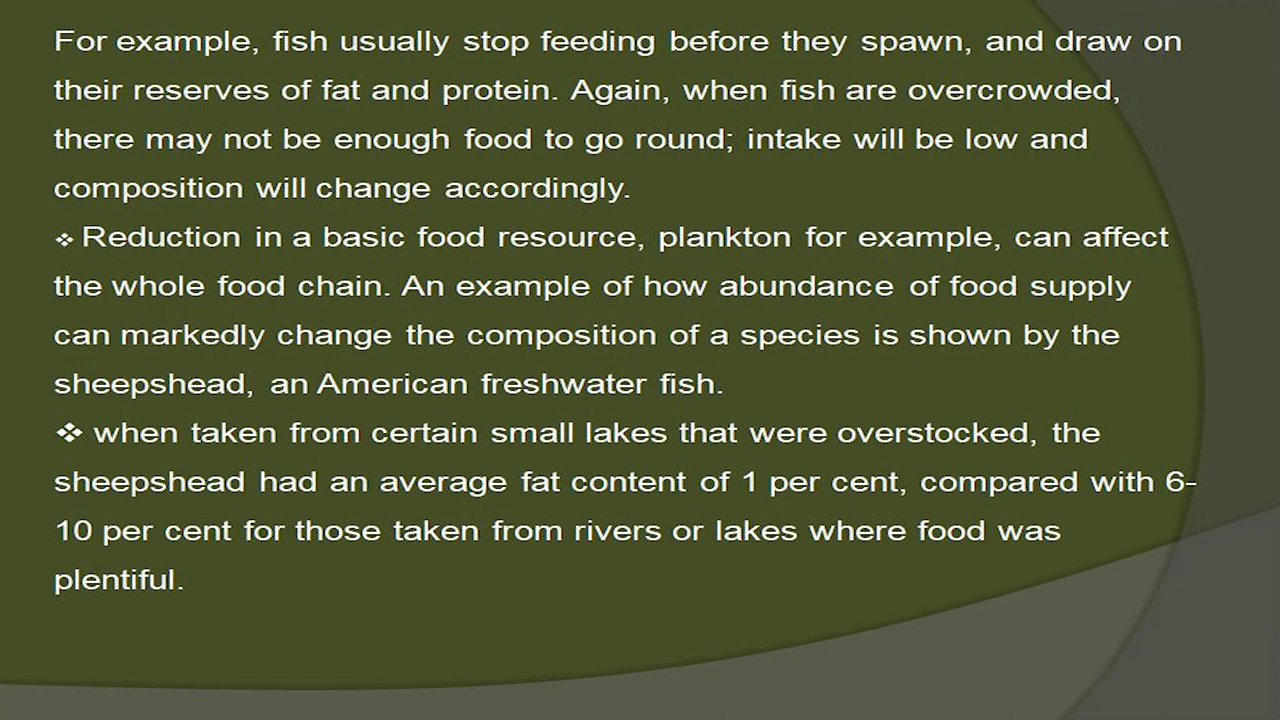 For example, fish usually stop feeding before they spawn, and draw on
their reserves of fat and protein. Again, when fish are overcrowded,
there may not be enough food to go round; intake will be low and
composition will change accordingly.
❖ Reduction in a basic food resource, plankton for example, can affect
the whole food chain. An example of how abundance of food supply
can markedly change the composition of a species is shown by the
sheepshead, an American freshwater fish.
❖ when taken from certain small lakes that were overstocked, the
sheepshead had an average fat content of 1 per cent, compared with 6-
10 per cent for those taken from rivers or lakes where food was
plentiful.